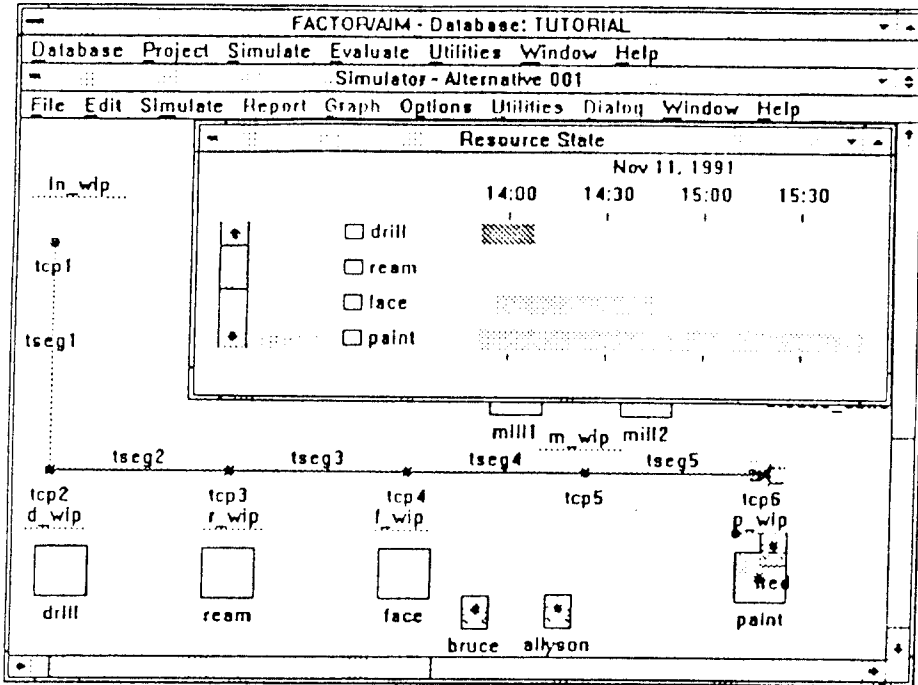 FACTOR/AIM - Database: TUTORIAL
Database Project Simulate Evaluate Utilities Window Help
Simulator - Alternative 001
File Edit Simulate Report Graph Options Utilities Dialog Window Help
Resource State
Nov 11, 1991
14:00 14:30 15:00 15:30
drill
ream
face
paint
in_wip
tcp1
tseg1
mill1 m_wip mill2
tseg2 tseg3 tseg4 tseg5
tcp2 tcp3 tcp4 tcp5 tcp6
d_wip r_wip f_wip p_wip
drill ream face paint
bruce allyson